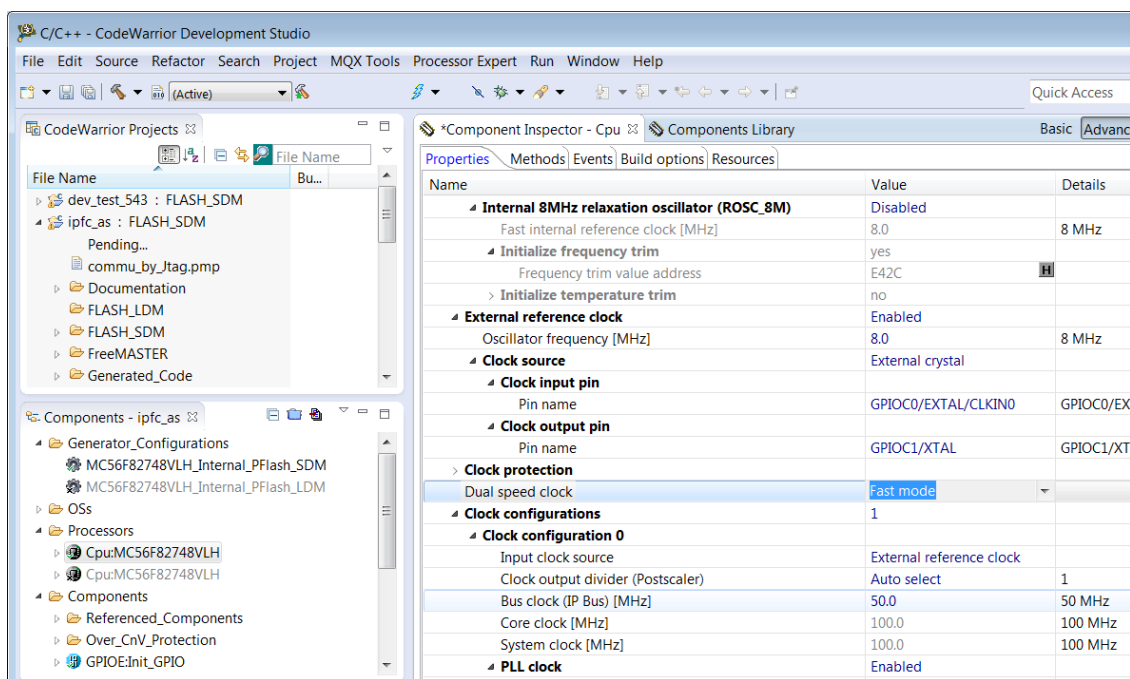 C/C++ - CodeWarrior Development Studio
File Edit Source Refactor Search Project MQX Tools Processor Expert Run Window Help
(Active)
Quick Access
CodeWarrior Projects
File Name
File Name Bu...
dev_test_543 : FLASH_SDM
ipfc_as : FLASH_SDM
Pending...
commu_by_Jtag.pmp
Documentation
FLASH_LDM
FLASH_SDM
FreeMASTER
Generated_Code
Components - ipfc_as
Generator_Configurations
MC56F82748VLH_Internal_PFlash_SDM
MC56F82748VLH_Internal_PFlash_LDM
OSs
Processors
Cpu:MC56F82748VLH
Cpu:MC56F82748VLH
Components
Referenced_Components
Over_CnV_Protection
GPIOE:Init_GPIO
*Component Inspector - Cpu Components Library Basic Advanc
Properties Methods Events Build options Resources
Name Value Details
Internal 8MHz relaxation oscillator (ROSC_8M) Disabled
Fast internal reference clock [MHz] 8.0 8 MHz
Initialize frequency trim yes
Frequency trim value address E42C H
Initialize temperature trim no
External reference clock Enabled
Oscillator frequency [MHz] 8.0 8 MHz
Clock source External crystal
Clock input pin
Pin name GPIOC0/EXTAL/CLKIN0 GPIOC0/EX
Clock output pin
Pin name GPIOC1/XTAL GPIOC1/XT
Clock protection
Dual speed clock Fast mode
Clock configurations 1
Clock configuration 0
Input clock source External reference clock
Clock output divider (Postscaler) Auto select 1
Bus clock (IP Bus) [MHz] 50.0 50 MHz
Core clock [MHz] 100.0 100 MHz
System clock [MHz] 100.0 100 MHz
PLL clock Enabled